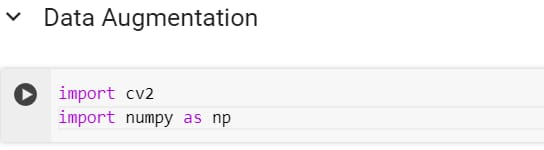 Data Augmentation
import cv2
import numpy as np